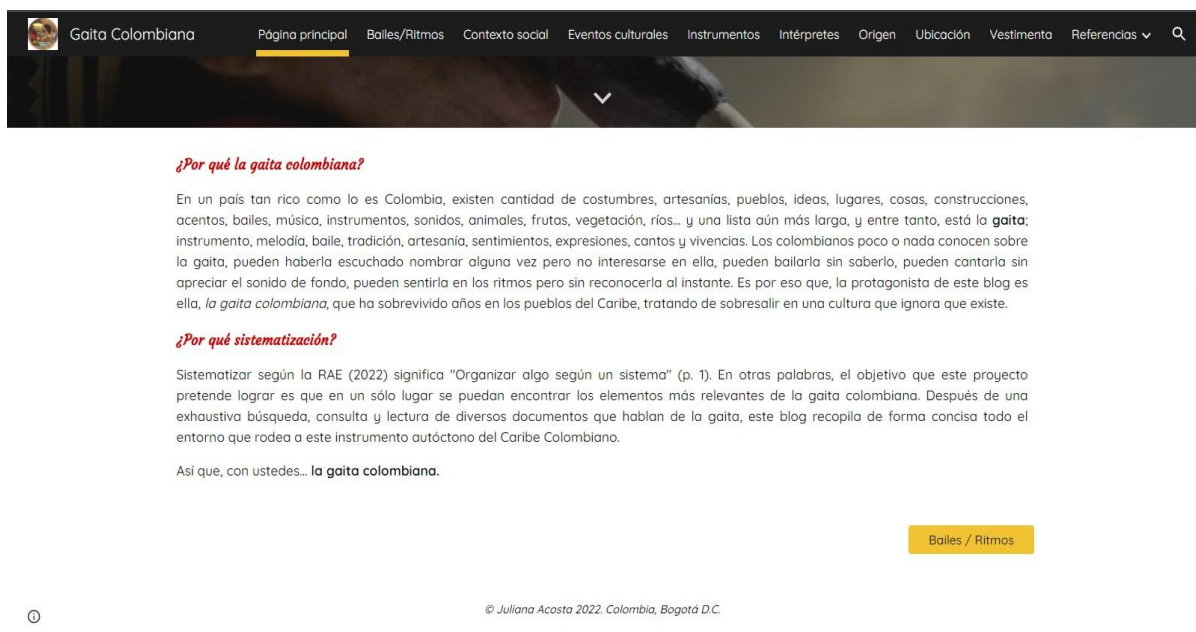 Gaita Colombiana
Página principal Bailes/Ritmos Contexto social Eventos culturales Instrumentos Intérpretes Origen Ubicación Vestimenta Referencias
¿Por qué la gaita colombiana?
En un país tan rico como lo es Colombia, existen cantidad de costumbres, artesanías, pueblos, ideas, lugares, cosas, construcciones,
acentos, bailes, música, instrumentos, sonidos, animales, frutas, vegetación, ríos... y una lista aún más larga, y entre tanto, está la gaita;
instrumento, melodía, baile, tradición, artesanía, sentimientos, expresiones, cantos y vivencias. Los colombianos poco o nada conocen sobre
la gaita, pueden haberla escuchado nombrar alguna vez pero no interesarse en ella, pueden bailarla sin saberlo, pueden cantarla sin
apreciar el sonido de fondo, pueden sentirla en los ritmos pero sin reconocerla al instante. Es por eso que, la protagonista de este blog es
ella, la gaita colombiana, que ha sobrevivido años en los pueblos del Caribe, tratando de sobresalir en una cultura que ignora que existe.
¿Por qué sistematización?
Sistematizar según la RAE (2022) significa "Organizar algo según un sistema" (p. 1). En otras palabras, el objetivo que este proyecto
pretende lograr es que en un sólo lugar se puedan encontrar los elementos más relevantes de la gaita colombiana. Después de una
exhaustiva búsqueda, consulta y lectura de diversos documentos que hablan de la gaita, este blog recopila de forma concisa todo el
entorno que rodea a este instrumento autóctono del Caribe Colombiano.
Así que, con ustedes... la gaita colombiana.
Bailes / Ritmos
© Juliana Acosta 2022. Colombia, Bogotá D.C.